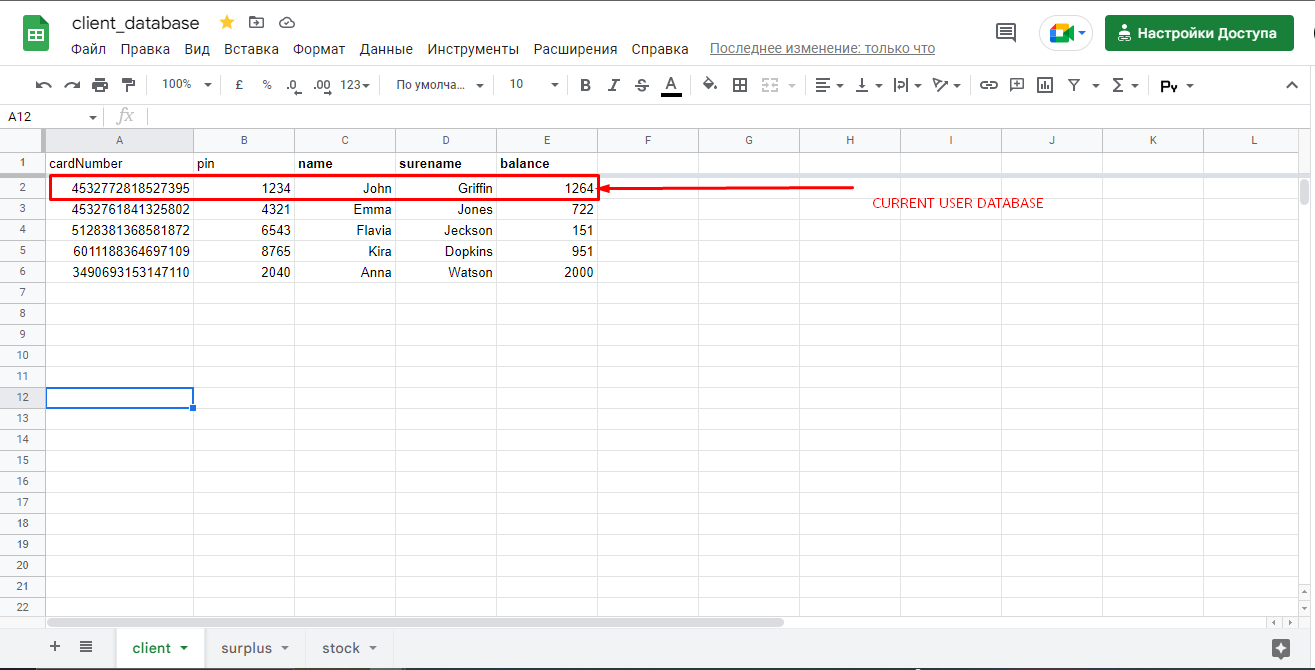 client_database
Файл Правка Вид Вставка Формат Данные Инструменты Расширения Справка Последнее изменение: только что
Настройки Доступа
100% £ % .0 .00 123 По умолча... 10 B I S A Σ Py
A12 fx
A B C D E F G H I J K L
1 cardNumber pin name surename balance
2 4532772818527395 1234 John Griffin 1264
CURRENT USER DATABASE
3 4532761841325802 4321 Emma Jones 722
4 5128381368581872 6543 Flavia Jeckson 151
5 6011188364697109 8765 Kira Dopkins 951
6 3490693153147110 2040 Anna Watson 2000
7
8
9
10
11
12
13
14
15
16
17
18
19
20
21
22
+ client surplus stock